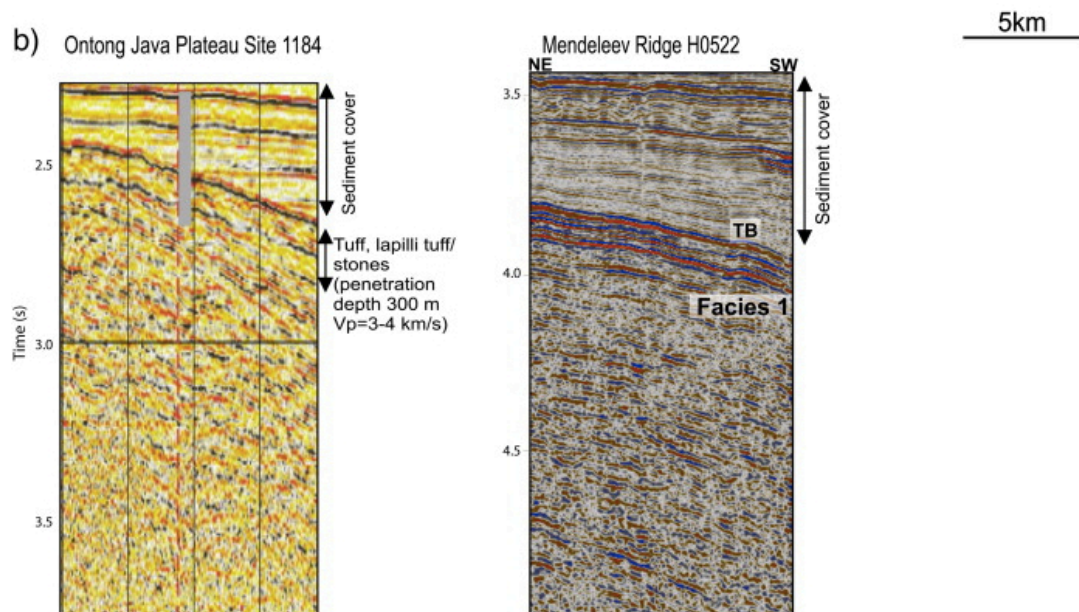 5km
b) Ontong Java Plateau Site 1184
Mendeleev Ridge H0522
NE
SW
2.5
3.0
3.5
Time (s)
Sediment cover
Tuff, lapilli tuff/
stones
(penetration
depth 300 m
Vp=3-4 km/s)
3.5
4.0
4.5
TB
Facies 1
Sediment cover